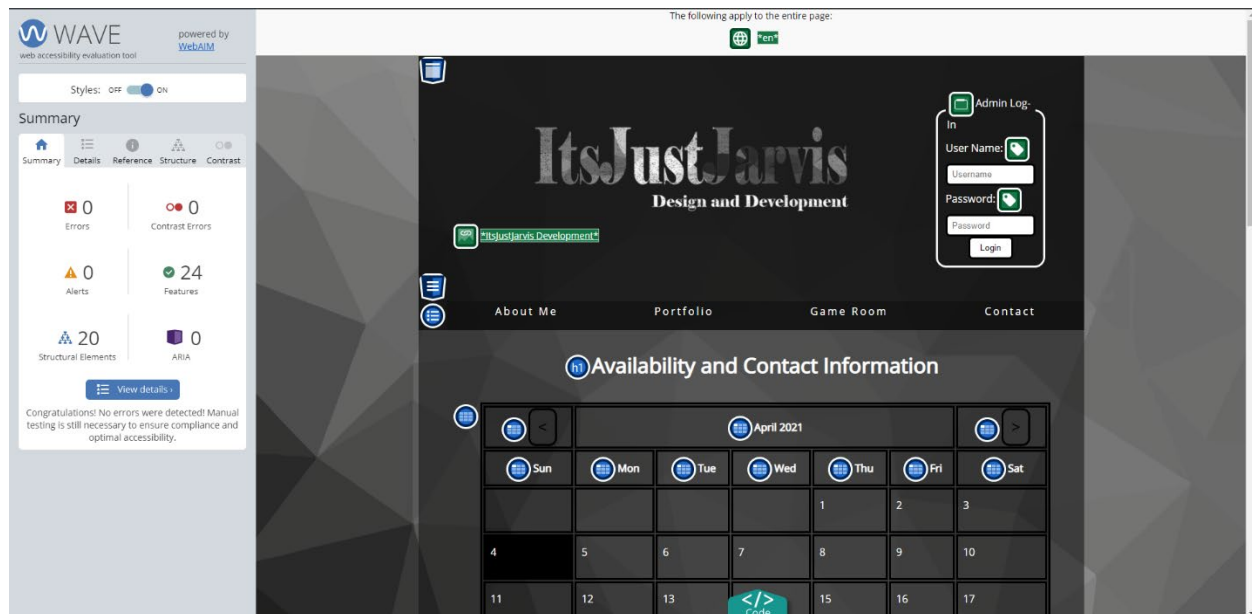 WAVE
powered by
WebAIM
web accessibility evaluation tool
Styles: OFF ON
Summary
Summary Details Reference Structure Contrast
0 0
Errors Contrast Errors
0 24
Alerts Features
20 0
Structural Elements ARIA
View details ›
Congratulations! No errors were detected! Manual
testing is still necessary to ensure compliance and
optimal accessibility.
The following apply to the entire page:
*en*
ItsJustJarvis
Design and Development
*ItsJustJarvis Development*
Admin Log-
In
User Name:
Username
Password:
Password
Login
About Me Portfolio Game Room Contact
h1 Availability and Contact Information
< April 2021 >
Sun Mon Tue Wed Thu Fri Sat
1 2 3
4 5 6 7 8 9 10
11 12 13 </> 15 16 17
Code